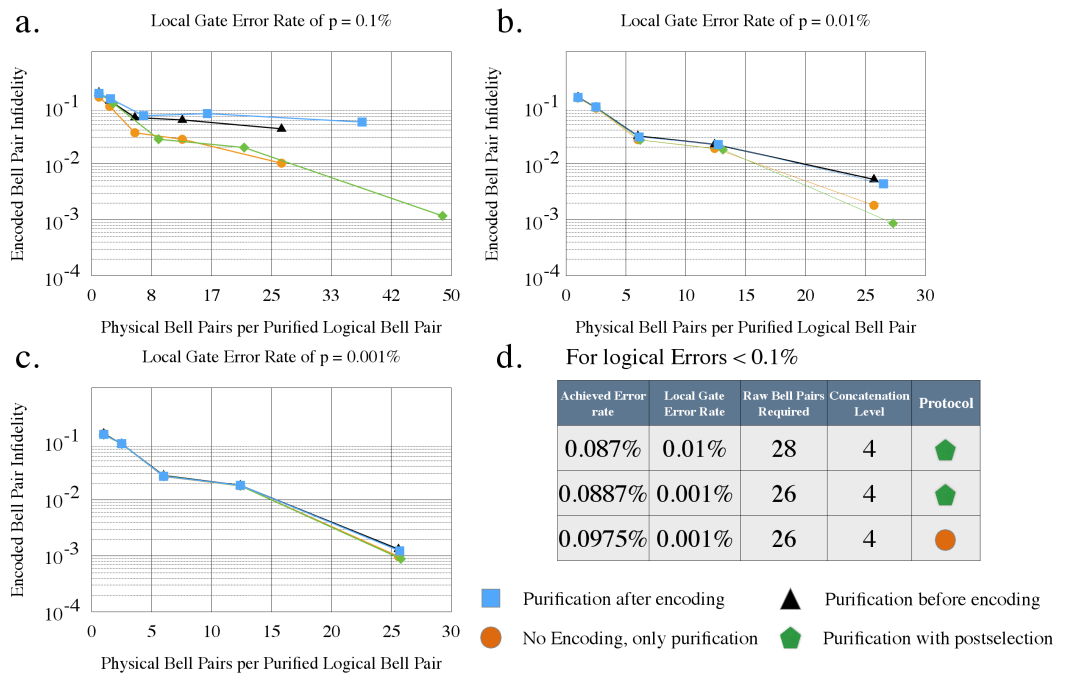 a.
Local Gate Error Rate of p = 0.1%
Encoded Bell Pair Infidelity
10^-1
10^-2
10^-3
10^-4
0 8 17 25 33 42 50
Physical Bell Pairs per Purified Logical Bell Pair
b.
Local Gate Error Rate of p = 0.01%
Encoded Bell Pair Infidelity
10^-1
10^-2
10^-3
10^-4
0 5 10 15 20 25 30
Physical Bell Pairs per Purified Logical Bell Pair
c.
Local Gate Error Rate of p = 0.001%
Encoded Bell Pair Infidelity
10^-1
10^-2
10^-3
10^-4
0 5 12 15 20 25 30
Physical Bell Pairs per Purified Logical Bell Pair
d.
For logical Errors < 0.1%
Achieved Error rate Local Gate Error Rate Raw Bell Pairs Required Concatenation Level Protocol
0.087% 0.01% 28 4
0.0887% 0.001% 26 4
0.0975% 0.001% 26 4
Purification after encoding
Purification before encoding
No Encoding, only purification
Purification with postselection